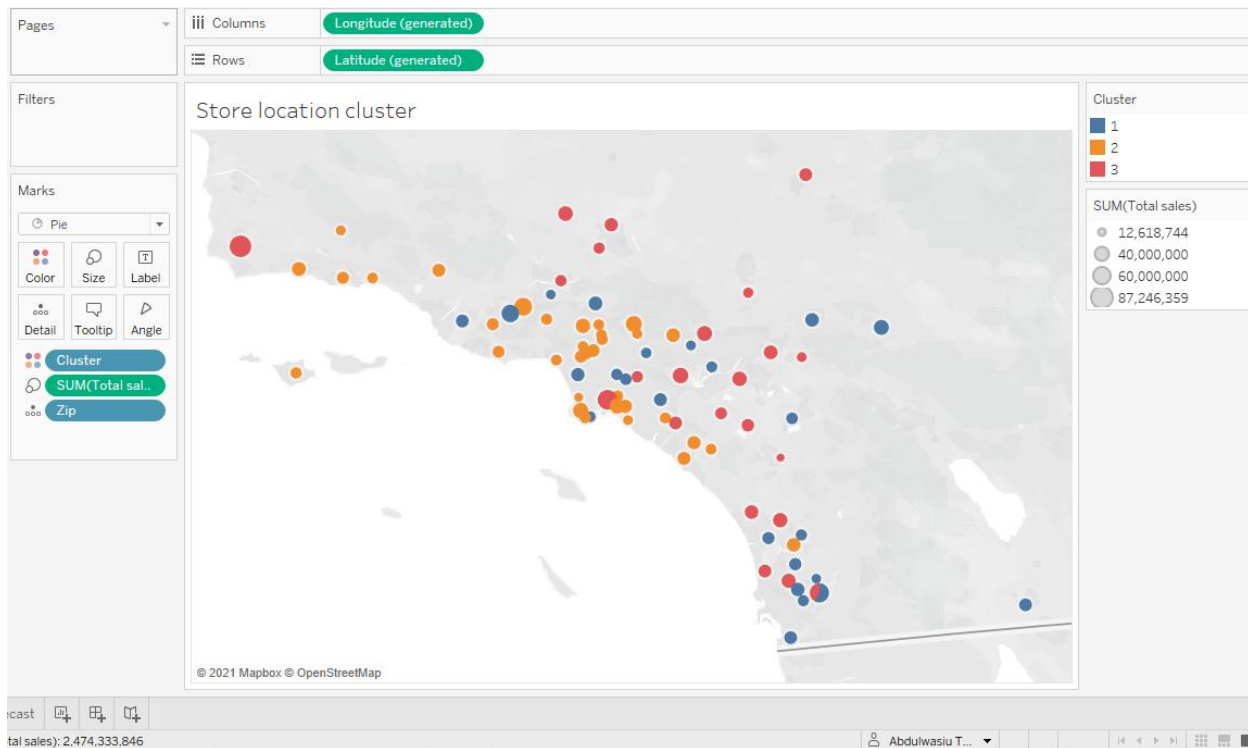 Pages
Columns
Longitude (generated)
Rows
Latitude (generated)
Filters
Marks
Pie
Color
Size
Label
Detail
Tooltip
Angle
Cluster
SUM(Total sal..
Zip
Store location cluster
© 2021 Mapbox © OpenStreetMap
Cluster
1
2
3
SUM(Total sales)
12,618,744
40,000,000
60,000,000
87,246,359
ecast
tal sales): 2,474,333,846
Abdulwasiu T...